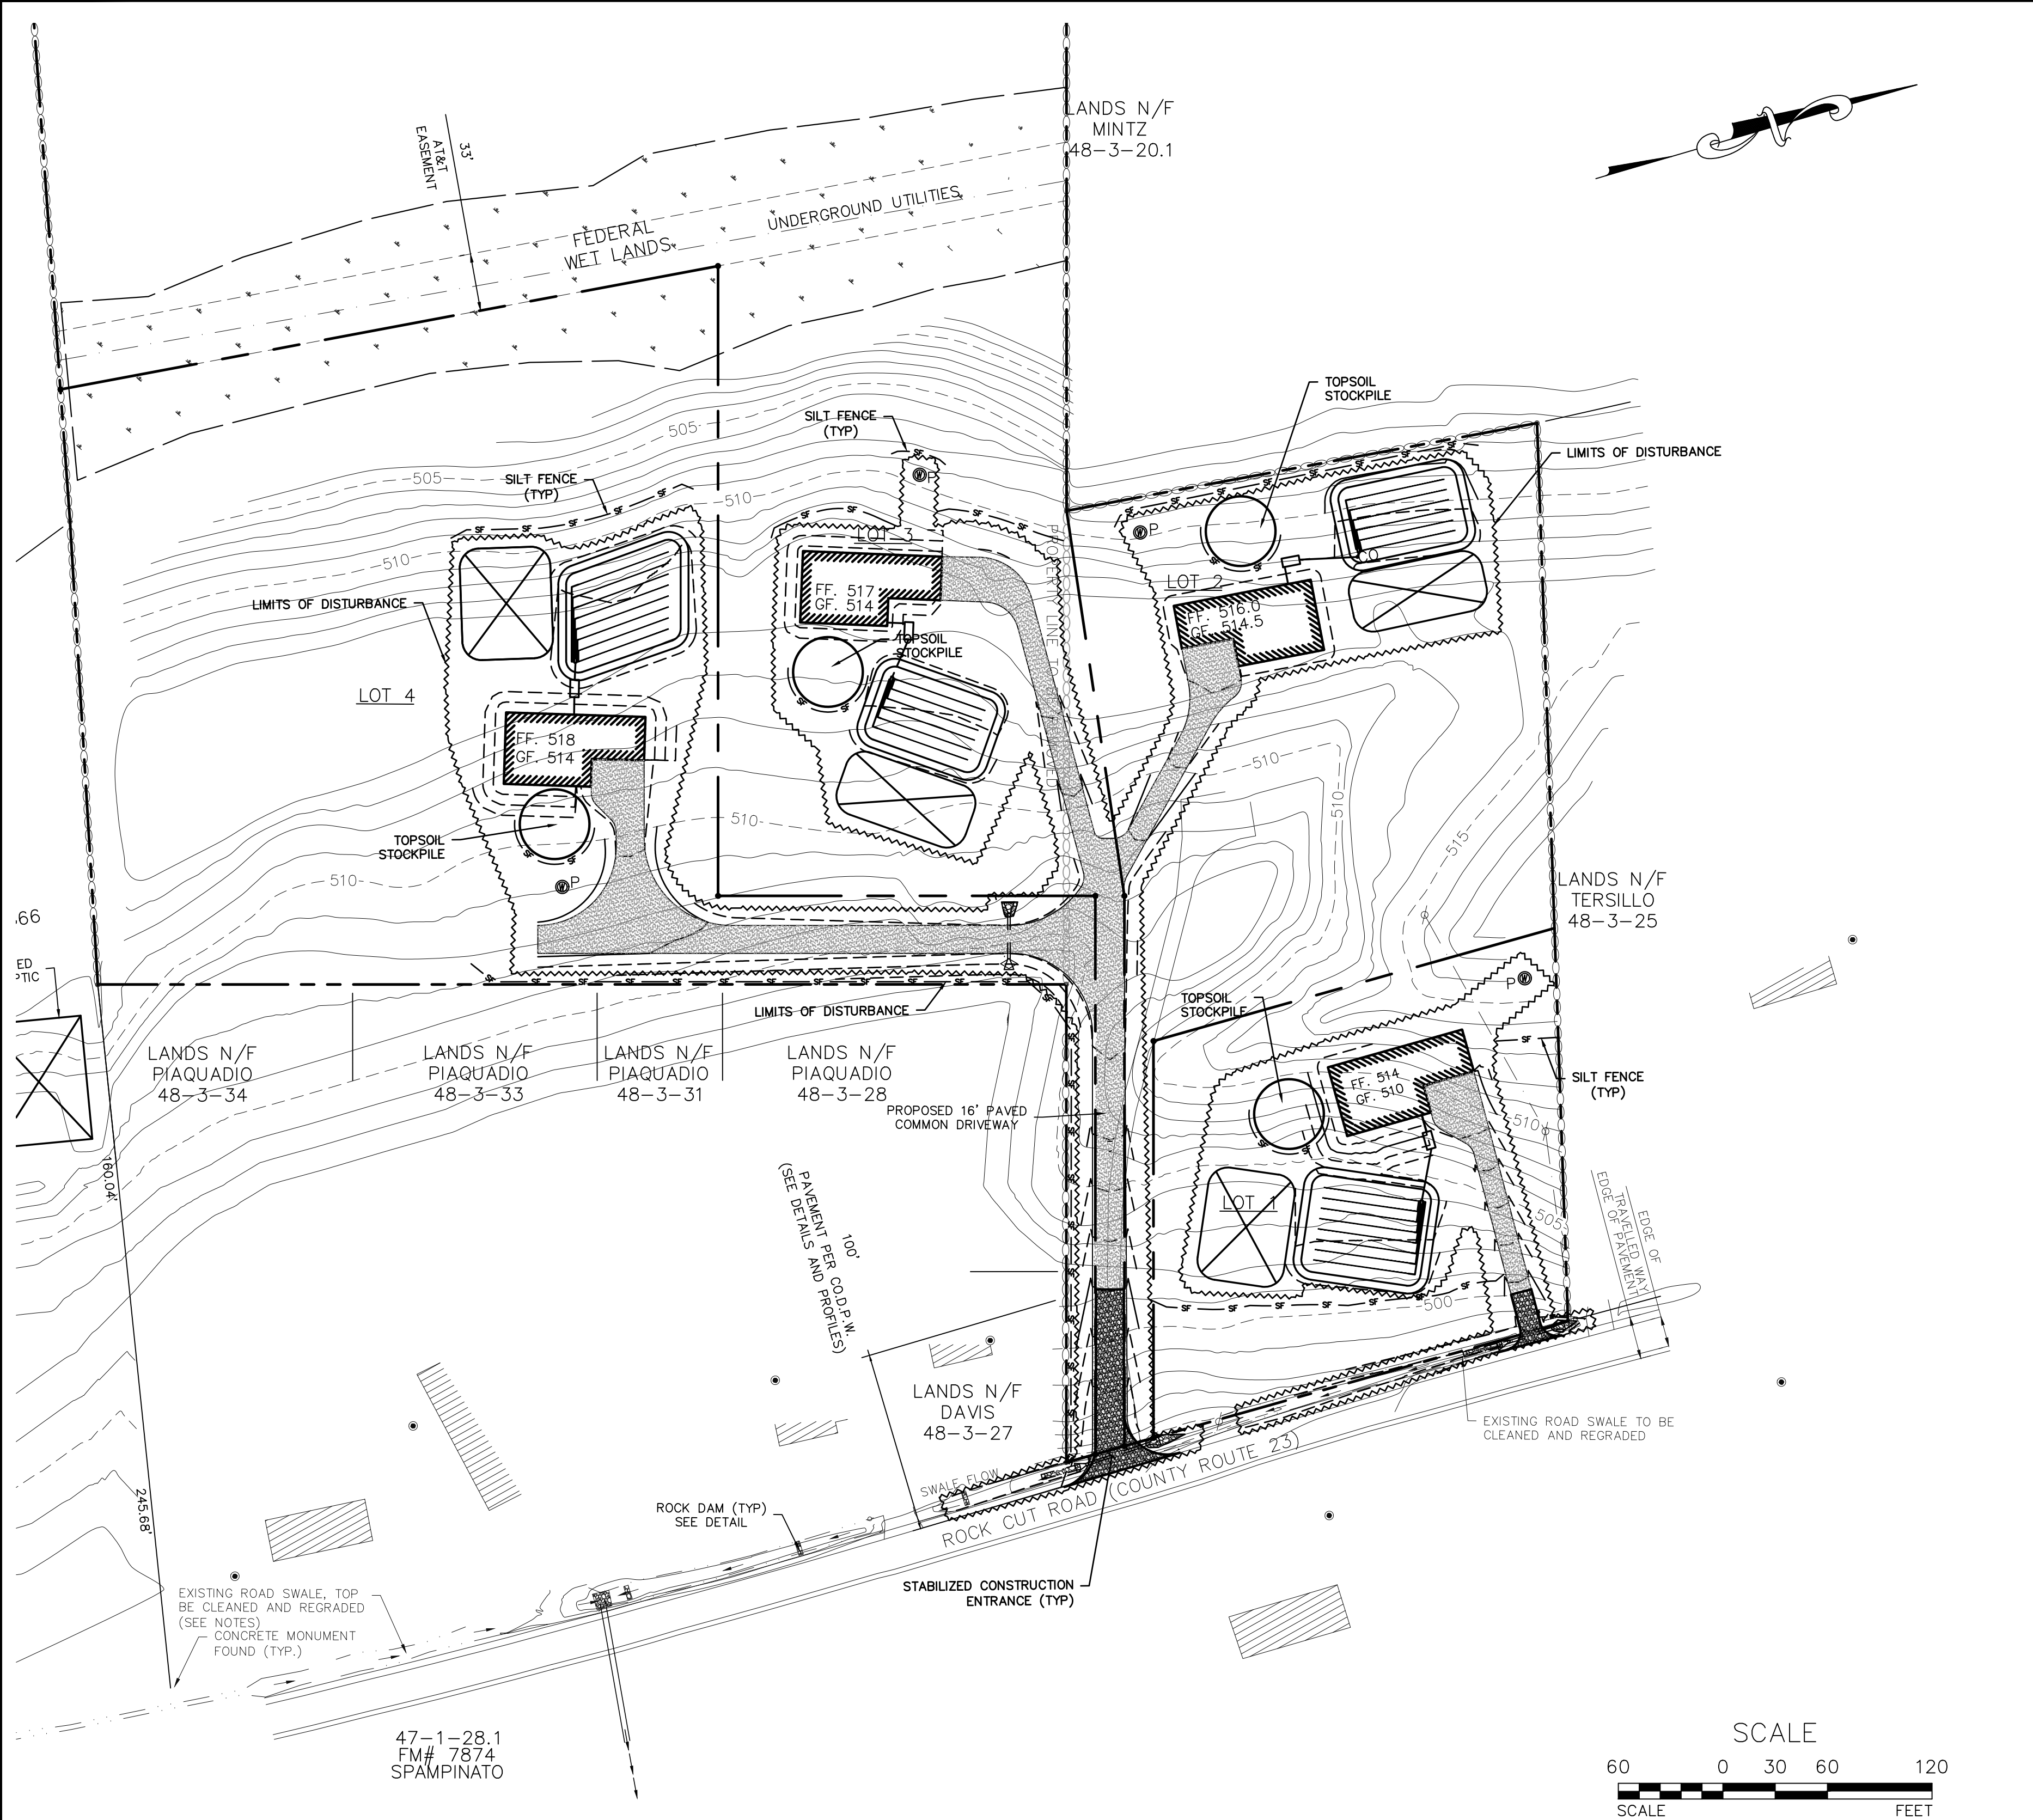 LANDS N/F
MINTZ
48-3-20.1
N
33'
AT&T
EASEMENT
UNDERGROUND UTILITIES
FEDERAL
WET LANDS
TOPSOIL
STOCKPILE
SILT FENCE
(TYP)
505
LIMITS OF DISTURBANCE
505
SILT FENCE
(TYP)
SF
510
P
P
LOT 3
510
CO
LOT 2
FF. 517
GF. 514
FF. 516.0
GF. 514.5
LIMITS OF DISTURBANCE
TOPSOIL
STOCKPILE
LOT 4
FF. 518
GF. 514
510
510
510
515
TOPSOIL
STOCKPILE
510
P
LANDS N/F
TERSILLO
48-3-25
.66
P
TOPSOIL
STOCKPILE
LIMITS OF DISTURBANCE
LANDS N/F
PIAQUADIO
48-3-34
LANDS N/F
PIAQUADIO
48-3-33
LANDS N/F
PIAQUADIO
48-3-31
LANDS N/F
PIAQUADIO
48-3-28
FF. 514
GF. 510
SF
SILT FENCE
(TYP)
PROPOSED 16' PAVED
COMMON DRIVEWAY
510
160.04'
100'
PAVEMENT PER CO.D.P.W.
(SEE DETAILS AND PROFILES)
LOT 1
505
EDGE OF
TRAVELLED WAY
EDGE OF PAVEMENT
500
LANDS N/F
DAVIS
48-3-27
EXISTING ROAD SWALE TO BE
CLEANED AND REGRADED
SWALE FLOW
ROCK CUT ROAD (COUNTY ROUTE 23)
245.68'
ROCK DAM (TYP)
SEE DETAIL
STABILIZED CONSTRUCTION
ENTRANCE (TYP)
EXISTING ROAD SWALE, TOP
BE CLEANED AND REGRADED
(SEE NOTES)
CONCRETE MONUMENT
FOUND (TYP.)
47-1-28.1
FM# 7874
SPAMPINATO
SCALE
60 0 30 60 120
SCALE FEET